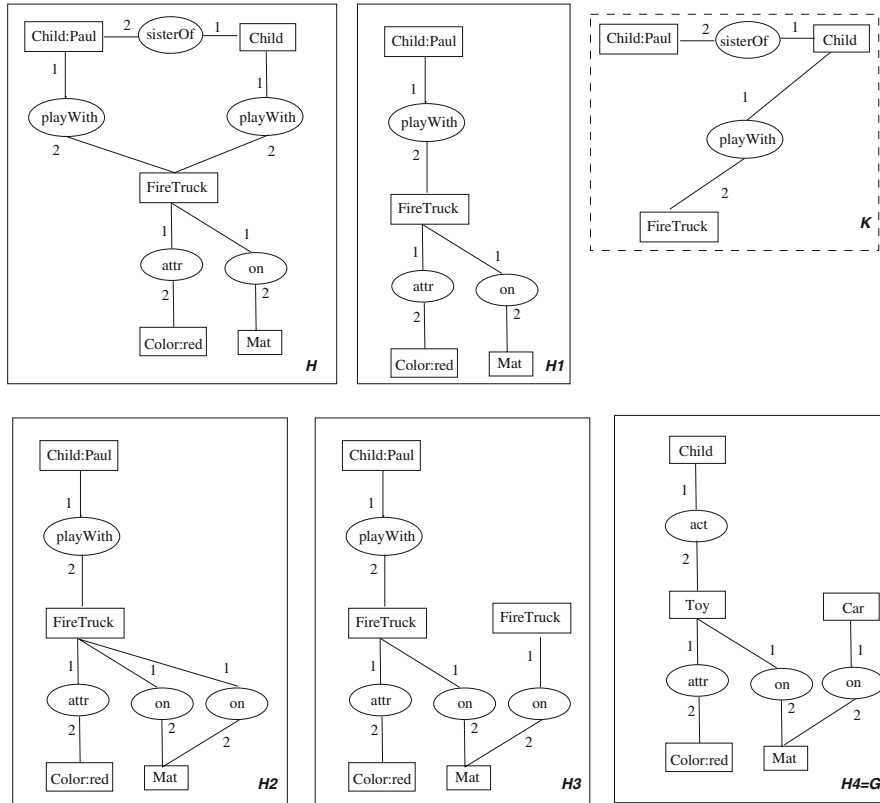 Child:Paul 2 sisterOf 1 Child
1 1
playWith playWith
2 2
FireTruck
1 1
attr on
2 2
Color:red Mat
H
Child:Paul
1
playWith
2
FireTruck
1 1
attr on
2 2
Color:red Mat
H1
Child:Paul 2 sisterOf 1 Child
1
playWith
2
FireTruck
K
Child:Paul
1
playWith
2
FireTruck
1 1 1
attr on on
2 2 2
Color:red Mat
H2
Child:Paul
1
playWith
2
FireTruck FireTruck
1 1 1
attr on on
2 2 2
Color:red Mat
H3
Child
1
act
2
Toy Car
1 1 1
attr on on
2 2 2
Color:red Mat
H4=G